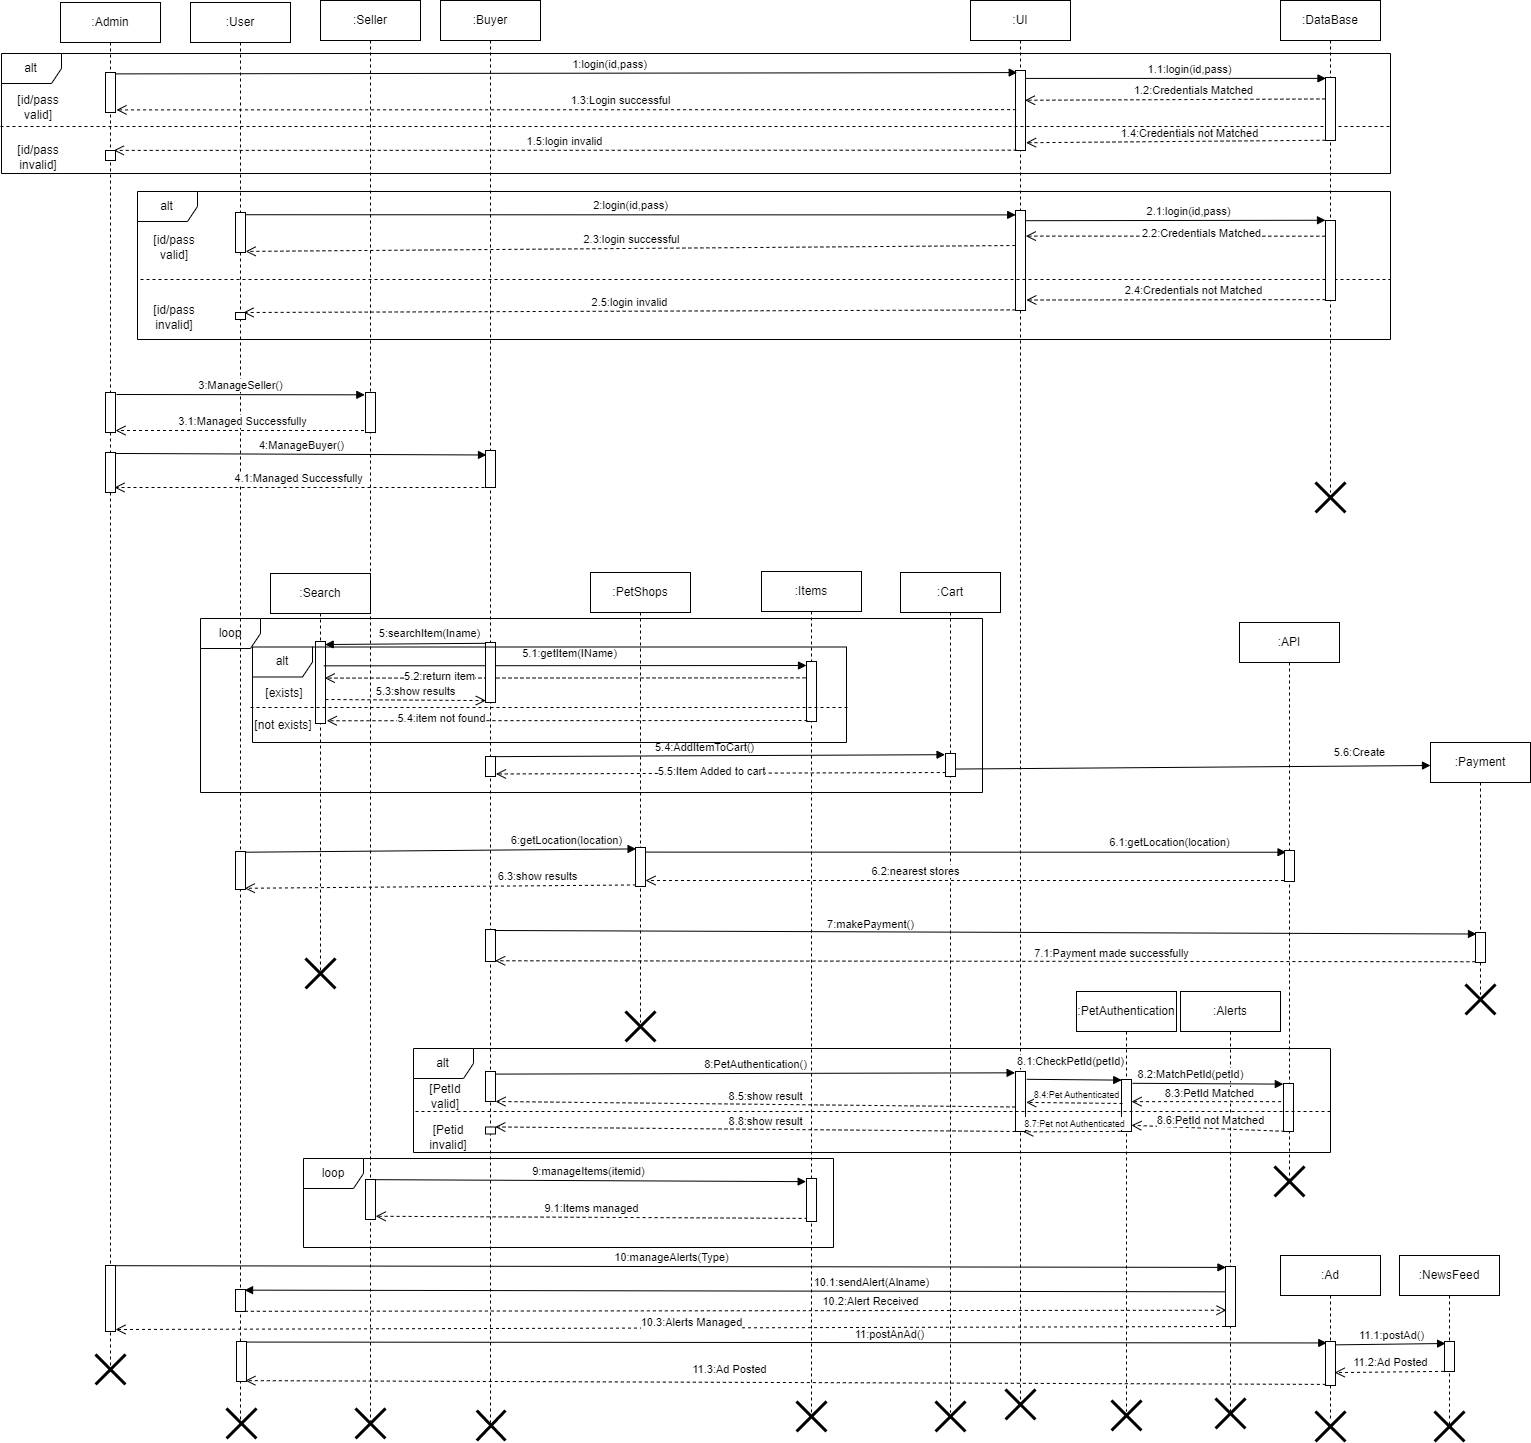 :Admin
:User
:Seller
:Buyer
:UI
:DataBase
alt
1:login(id,pass)
1.1:login(id,pass)
[id/pass
valid]
1.2:Credentials Matched
1.3:Login successful
1.4:Credentials not Matched
[id/pass
invalid]
1.5:login invalid
alt
2:login(id,pass)
2.1:login(id,pass)
[id/pass
valid]
2.2:Credentials Matched
2.3:login successful
2.4:Credentials not Matched
[id/pass
invalid]
2.5:login invalid
3:ManageSeller()
3.1:Managed Successfully
4:ManageBuyer()
4.1:Managed Successfully
:Search
:PetShops
:Items
:Cart
:API
loop
5:searchItem(Iname)
alt
5.1:getItem(IName)
5.2:return item
[exists]
5.3:show results
[not exists]
5.4:item not found
5.4:AddItemToCart()
5.5:Item Added to cart
5.6:Create
:Payment
6:getLocation(location)
6.1:getLocation(location)
6.2:nearest stores
6.3:show results
7:makePayment()
7.1:Payment made successfully
:PetAuthentication
:Alerts
alt
8:PetAuthentication()
8.1:CheckPetId(petId)
8.2:MatchPetId(petId)
[PetId
valid]
8.3:PetId Matched
8.4:Pet Authenticated
8.5:show result
[Petid
invalid]
8.6:PetId not Matched
8.7:Pet not Authenticated
8.8:show result
loop
9:manageItems(itemid)
9.1:Items managed
10:manageAlerts(Type)
:Ad
:NewsFeed
10.1:sendAlert(Alname)
10.2:Alert Received
10.3:Alerts Managed
11:postAnAd()
11.1:postAd()
11.2:Ad Posted
11.3:Ad Posted